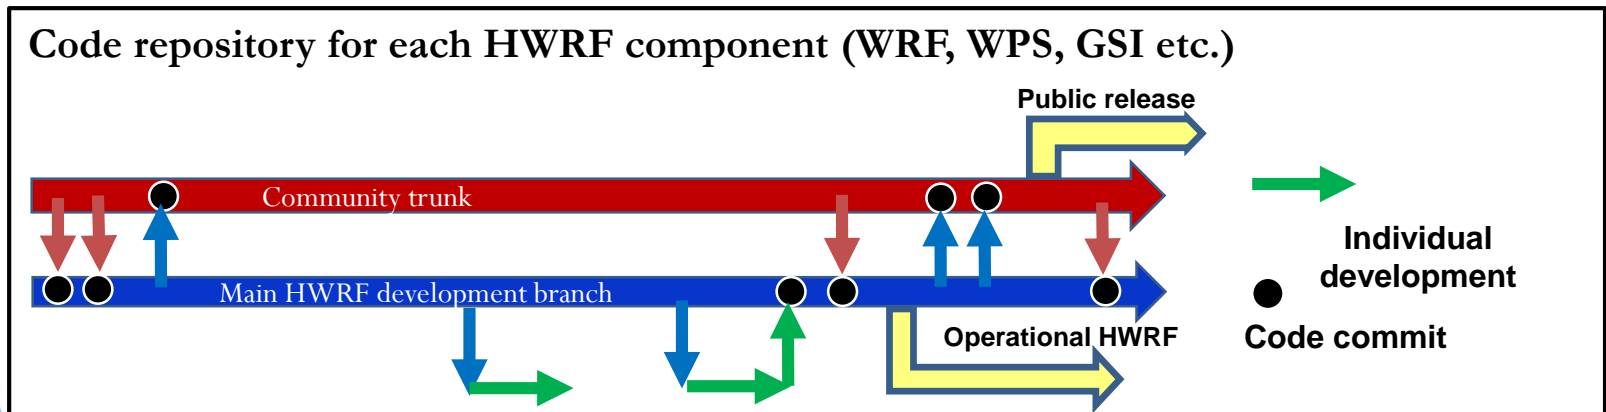 Code repository for each HWRF component (WRF, WPS, GSI etc.)
Public release
Community trunk
Individual
development
Main HWRF development branch
Operational HWRF
Code commit